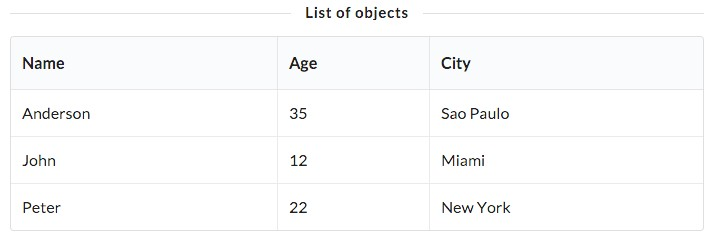 List of objects
Name Age City
Anderson 35 Sao Paulo
John 12 Miami
Peter 22 New York